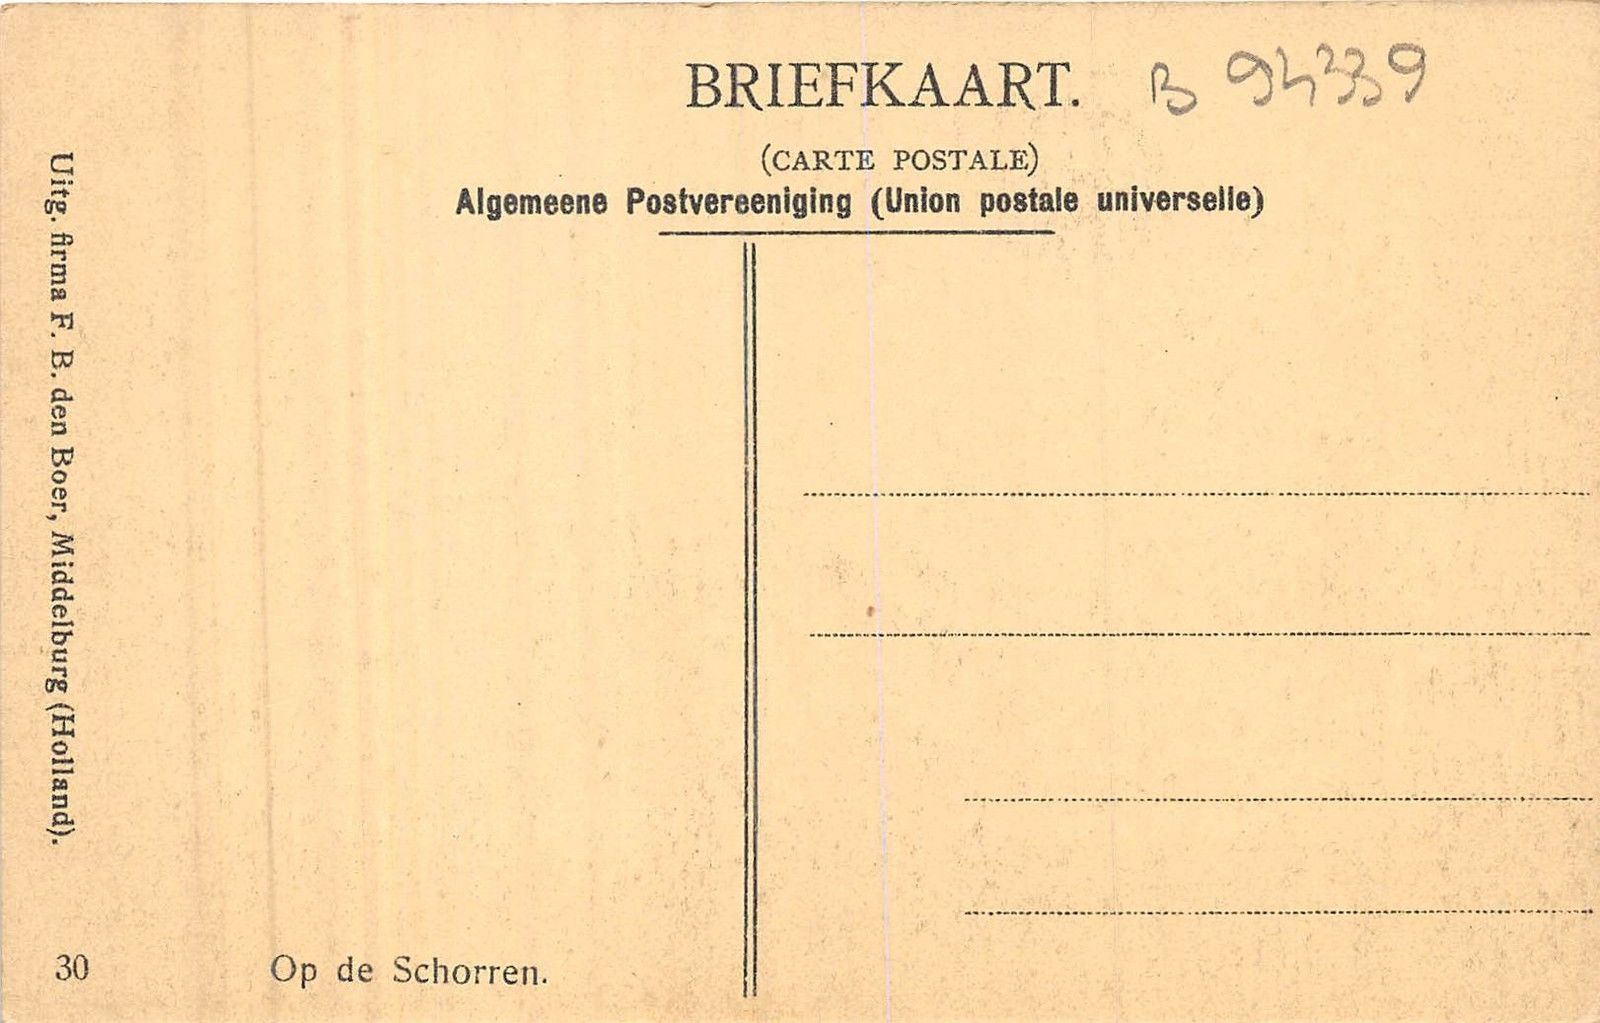 BRIEFKAART.
B 94339
(CARTE POSTALE)
Algemeene Postvereeniging (Union postale universelle)
Uitg. firma F. B. den Boer, Middelburg (Holland).
30
Op de Schorren.